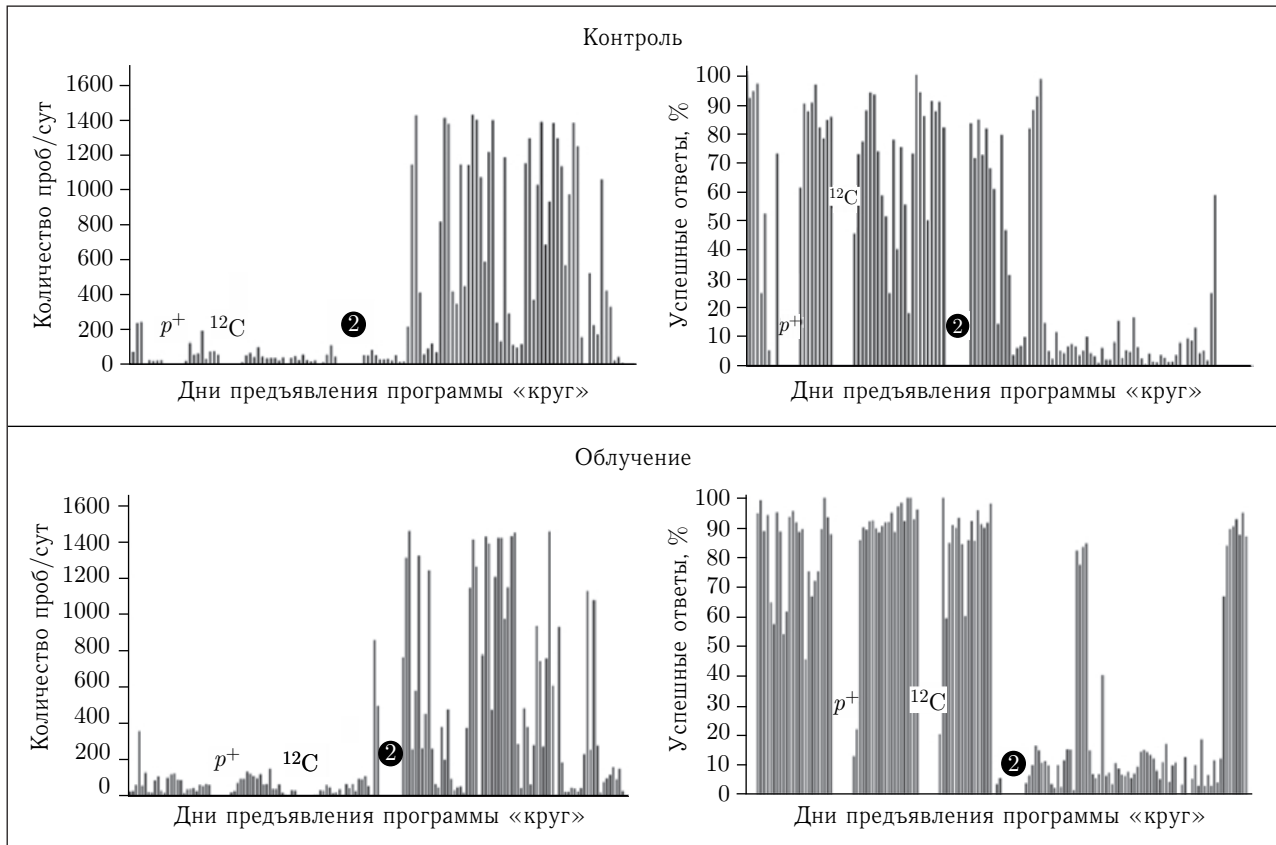 Контроль
Количество проб/сут
1600
1400
1200
1000
800
600
400
200
0
p+
12C
2
Дни предъявления программы «круг»
Успешные ответы, %
100
90
80
70
60
50
40
30
20
10
0
p+
12C
2
Дни предъявления программы «круг»
Облучение
Количество проб/сут
1600
1400
1200
1000
800
600
400
200
0
p+
12C
2
Дни предъявления программы «круг»
Успешные ответы, %
100
90
80
70
60
50
40
30
20
10
0
p+
12C
2
Дни предъявления программы «круг»